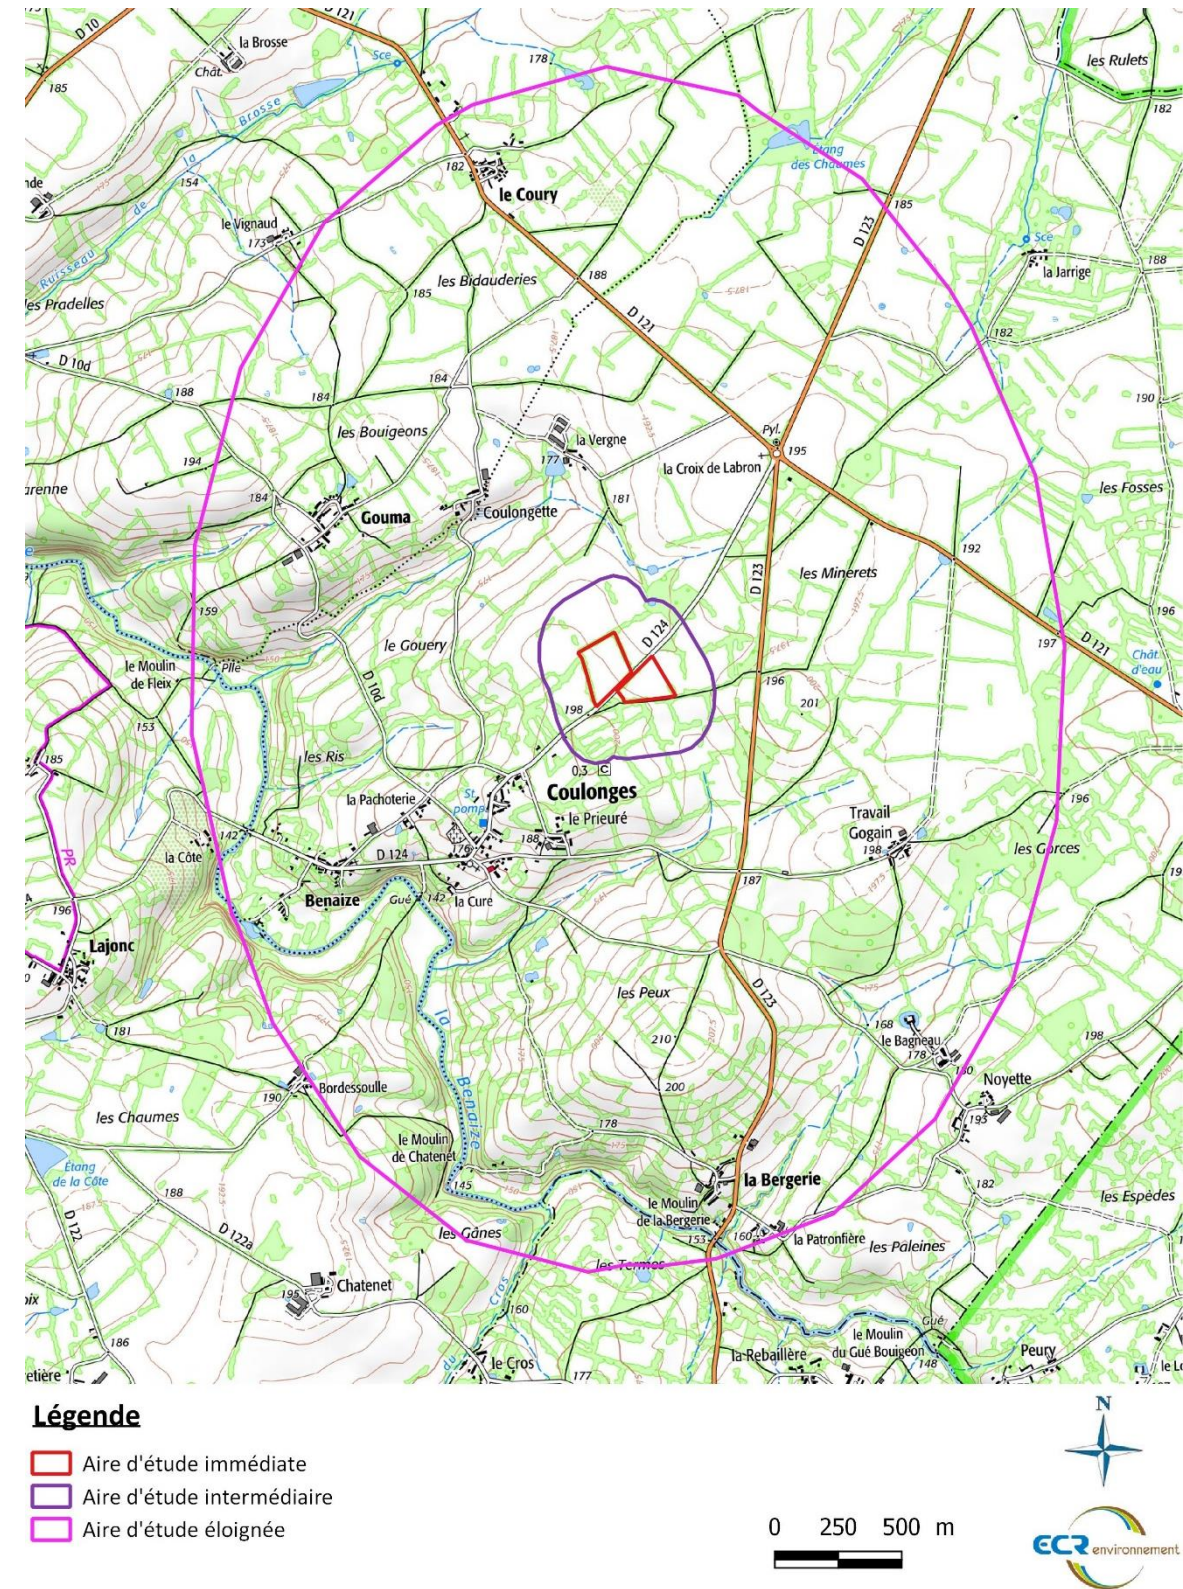 175
D 10
D 121
la Brosse
Sce
178
les Rulets
Chât.
185
182
Brosse
la
de
Ruisseau
Étang
des Chaumes
182
le Coury
154
185
le Vignaud
173
D 123
Sce
la Jarrige
188
les Bidauderies
188
185
les Pradelles
D 121
182
D 10d
184
188
184
190
les Bouigeons
la Vergne
Pyl.
195
194
177
la Croix de Labron
184
181
les Fosses
Gouma
Coulongette
192
les Minerets
D 123
159
196
le Gouery
D 124
197
D 121
le Moulin
de Fleix
Pile
Chât.
d'eau
D 10d
196
198
201
153
185
les Ris
0,3 C
Coulonges
la Pachoterie
St.
pomp.
le Prieuré
Travail
Gogain
196
142
la Côte
D 124
176
188
198
les Gorces
PR
187
Benaize
Gué
142
la Cure
196
Lajonc
D 123
les Peux
181
168
210
le Bagneau
178
198
la Benaize
Bordessoulle
190
200
Noyette
193
les Chaumes
178
le Moulin
de Chatenet
Étang
de la Côte
145
la Bergerie
182
188
le Moulin
de la Bergerie
les Espèdes
D 122
D 122a
les Gânes
153
160
la Patronfière
les Paleines
les Termes
Chatenet
195
Cros
du
160
Gué
le Moulin
du Gué Bouigeon
148
186
le Cros
177
la Rebaillère
Peury
Légende
Aire d'étude immédiate
Aire d'étude intermédiaire
Aire d'étude éloignée
N
0 250 500 m
ECR environnement